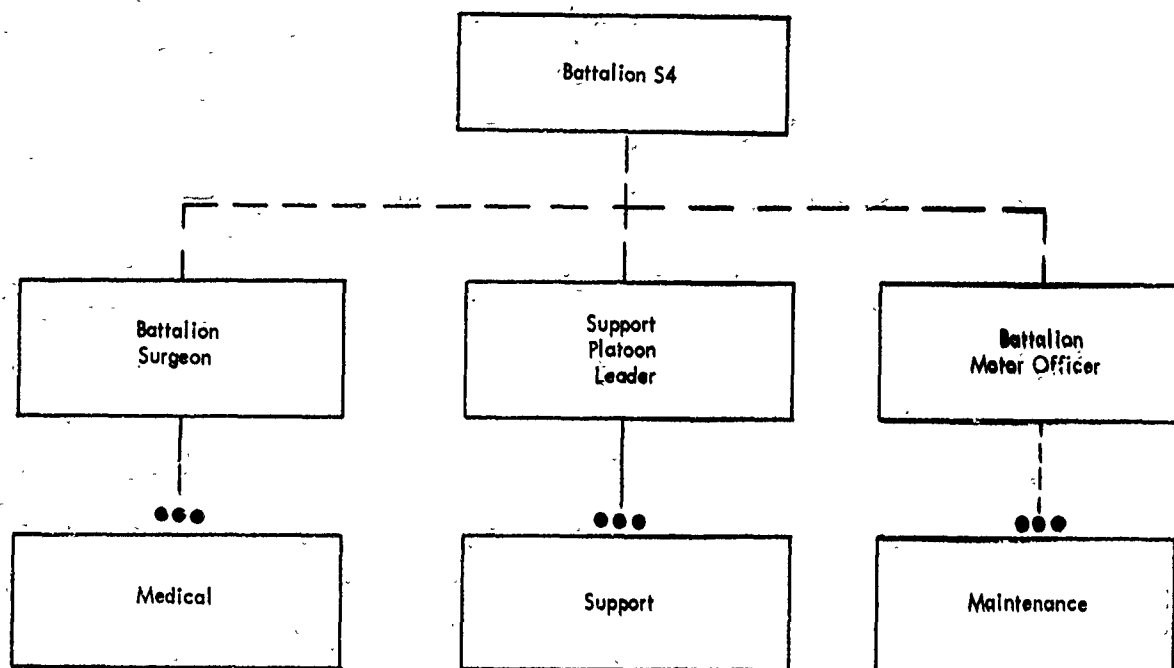 Battalion S4
Battalion
Surgeon
Support
Platoon
Leader
Battalion
Motor Officer
Medical
Support
Maintenance